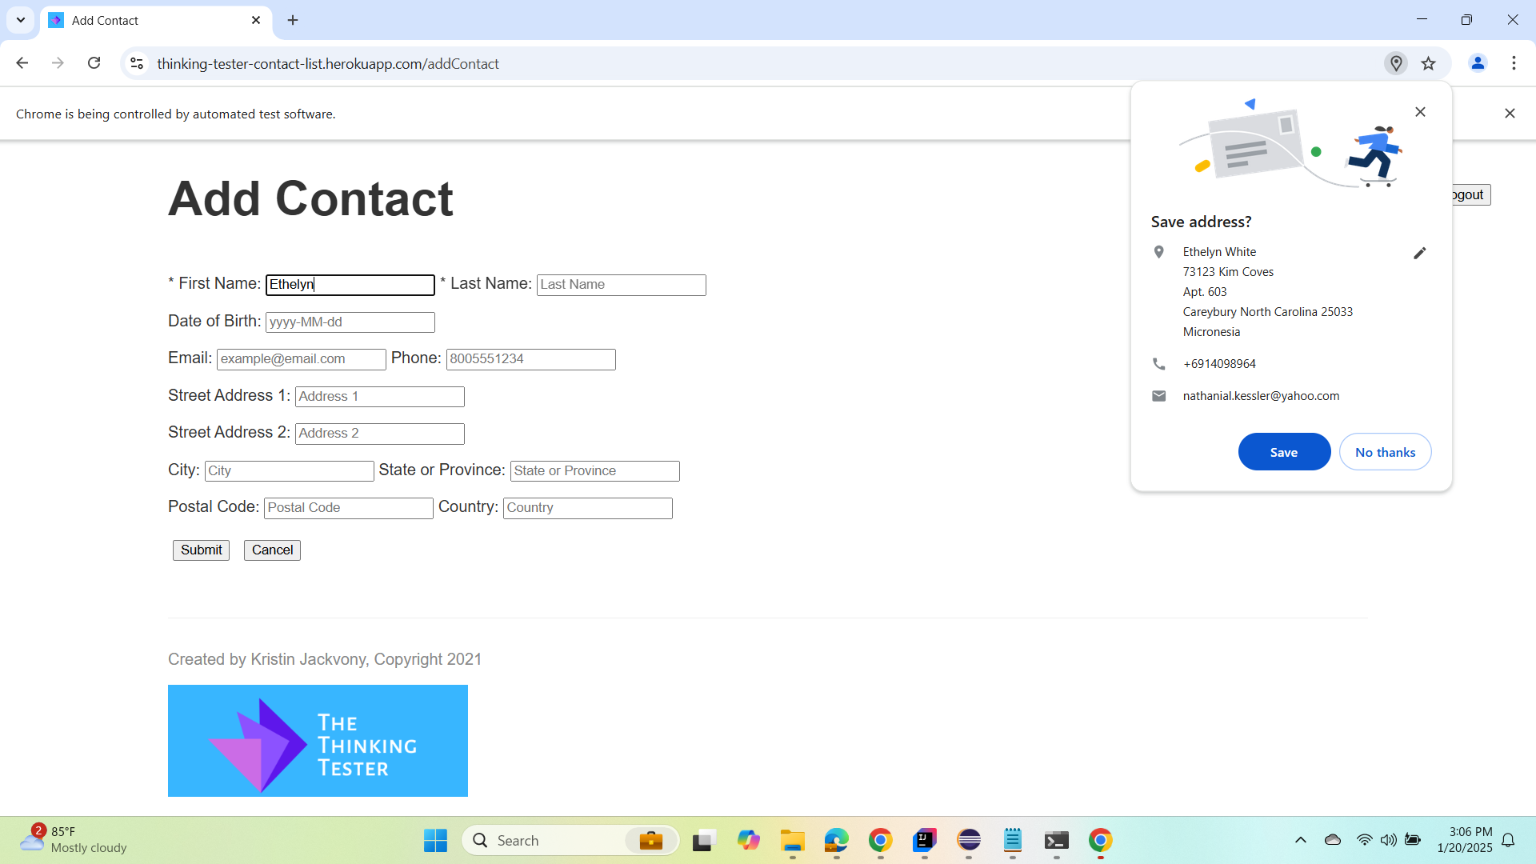 Add Contact
thinking-tester-contact-list.herokuapp.com/addContact
Chrome is being controlled by automated test software.
Add Contact
ogout
* First Name: Ethelyn * Last Name: Last Name
Date of Birth: yyyy-MM-dd
Email: example@email.com Phone: 8005551234
Street Address 1: Address 1
Street Address 2: Address 2
City: City State or Province: State or Province
Postal Code: Postal Code Country: Country
Submit Cancel
Save address?
Ethelyn White
73123 Kim Coves
Apt. 603
Careybury North Carolina 25033
Micronesia
+6914098964
nathanial.kessler@yahoo.com
Save No thanks
Created by Kristin Jackvony, Copyright 2021
THE
THINKING
TESTER
2
85°F
Mostly cloudy
Search
3:06 PM
1/20/2025